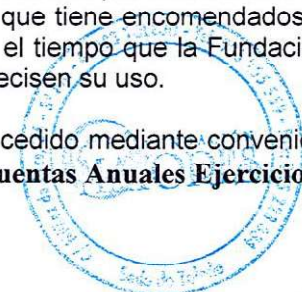 que tiene encomendados
el tiempo que la Fundaci
ecisen su uso.
cedido mediante convenio
uentas Anuales Ejercicio